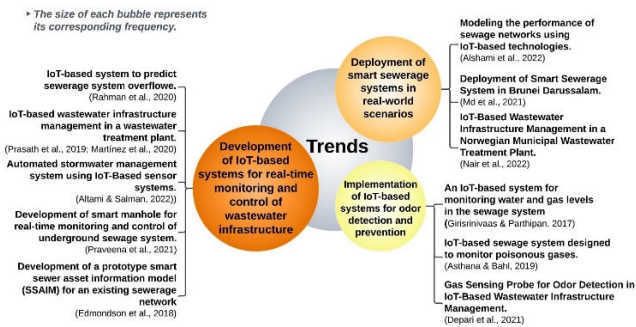 ▸ The size of each bubble represents
its corresponding frequency.
IoT-based system to predict
sewerage system overflowe.
(Rahman et al., 2020)
IoT-based wastewater infrastructure
management in a wastewater
treatment plant.
(Prasath et al., 2019; Martínez et al., 2020)
Automated stormwater management
system using IoT-Based sensor
systems.
(Altami & Salman, 2022))
Development of smart manhole for
real-time monitoring and control of
underground sewage system.
(Praveena et al., 2021)
Development of a prototype smart
sewer asset information model
(SSAIM) for an existing sewerage
network
(Edmondson et al., 2018)
Development
of IoT-based
systems for real-time
monitoring and
control of
wastewater
infrastructure
Trends
Deployment of
smart sewerage
systems in
real-world
scenarios
Implementation
of IoT-based
systems for odor
detection and
prevention
Modeling the performance of
sewage networks using
IoT-based technologies.
(Alshami et al., 2022)
Deployment of Smart Sewerage
System in Brunei Darussalam.
(Md et al., 2021)
IoT-Based Wastewater
Infrastructure Management in a
Norwegian Municipal Wastewater
Treatment Plant.
(Nair et al., 2022)
An IoT-based system for
monitoring water and gas levels
in the sewage system
(Girisrinivaas & Parthipan, 2017)
IoT-based sewage system designed
to monitor poisonous gases.
(Asthana & Bahl, 2019)
Gas Sensing Probe for Odor Detection in
IoT-Based Wastewater Infrastructure
Management.
(Depari et al., 2021)